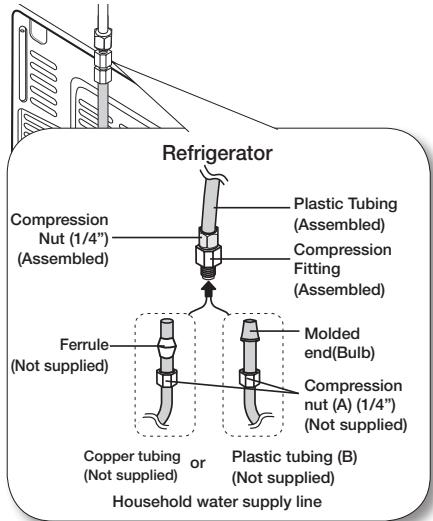 Refrigerator
Compression
Nut (1/4”)
(Assembled)
Plastic Tubing
(Assembled)
Compression
Fitting
(Assembled)
Ferrule
(Not supplied)
Molded
end(Bulb)
Compression
nut (A) (1/4”)
(Not supplied)
Copper tubing
(Not supplied)
or
Plastic tubing (B)
(Not supplied)
Household water supply line